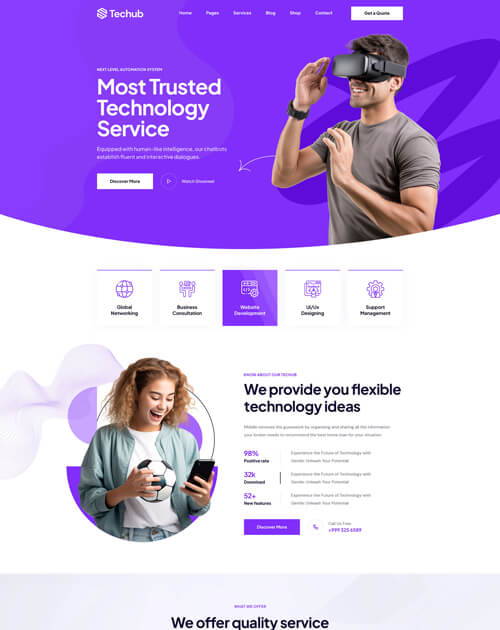 Techub
Home Pages Services Blog Shop Contact
Get a Quote
NEXT LEVEL AUTOMATION SYSTEM
Most Trusted
Technology
Service
Equipped with human-like intelligence, our chatbots
establish fluent and interactive dialogues.
Discover More
Global
Networking
Business
Consultation
Website
Development
UI/Ux
Designing
Support
Management
KNOW ABOUT OUR TECHUB
We provide you flexible
technology ideas
Mobile removes the guesswork by organising and sharing all the information
your broker needs to recommend the best home loan for your situation
98%
Positive rate
Experience the Future of Technology with
Gerold: Unleash Your Potential
32k
Download
Experience the Future of Technology with
Gerold: Unleash Your Potential
52+
New features
Experience the Future of Technology with
Gerold: Unleash Your Potential
Discover More
Call Us Free
+999 325 6589
WHAT WE OFFER
We offer quality service